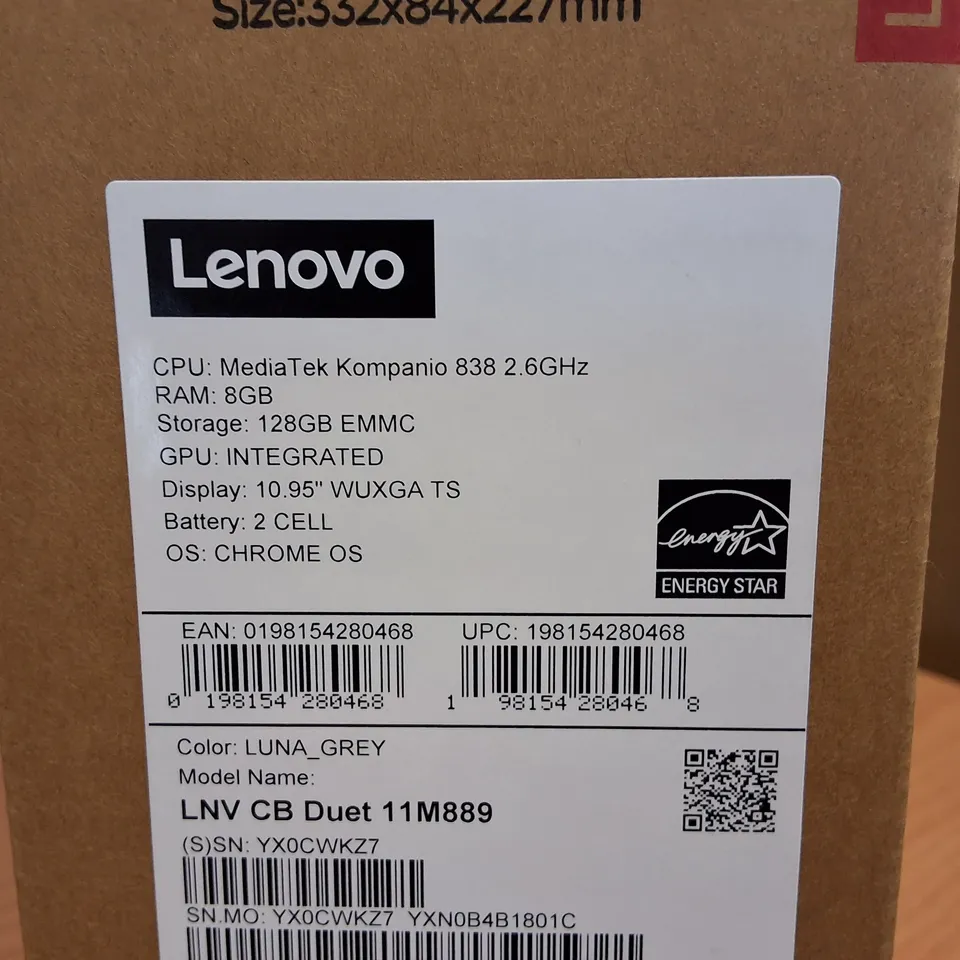 Size:332x84x227mm
Lenovo
CPU: MediaTek Kompanio 838 2.6GHz
RAM: 8GB
Storage: 128GB EMMC
GPU: INTEGRATED
Display: 10.95" WUXGA TS
Battery: 2 CELL
OS: CHROME OS
energy
ENERGY STAR
EAN: 0198154280468 UPC: 198154280468
0 198154 280468 1 98154 28046 8
Color: LUNA_GREY
Model Name:
LNV CB Duet 11M889
(S)SN: YX0CWKZ7
SN.MO: YX0CWKZ7 YXN0B4B1801C